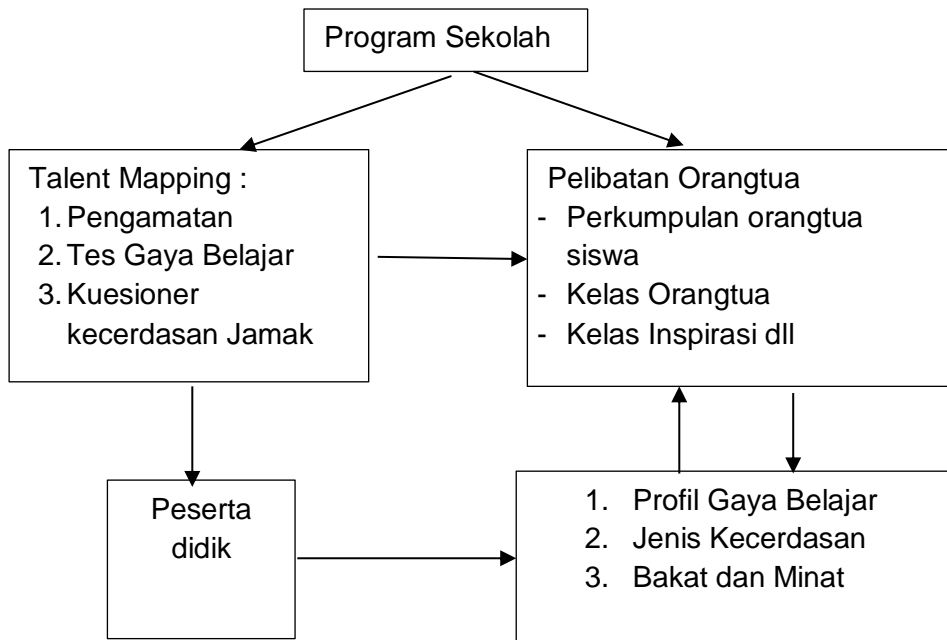 Program Sekolah
Talent Mapping :
1. Pengamatan
2. Tes Gaya Belajar
3. Kuesioner
kecerdasan Jamak
Pelibatan Orangtua
- Perkumpulan orangtua
siswa
- Kelas Orangtua
- Kelas Inspirasi dll
Peserta
didik
1. Profil Gaya Belajar
2. Jenis Kecerdasan
3. Bakat dan Minat